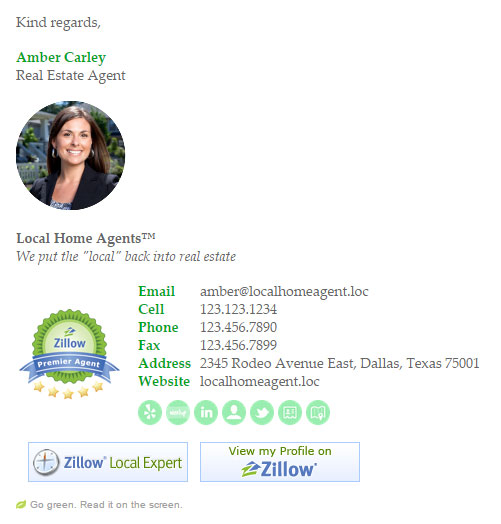 Kind regards,
Amber Carley
Real Estate Agent
Local Home Agents™
We put the "local" back into real estate
Zillow®
Premier Agent
Email amber@localhomeagent.loc
Cell 123.123.1234
Phone 123.456.7890
Fax 123.456.7899
Address 2345 Rodeo Avenue East, Dallas, Texas 75001
Website localhomeagent.loc
in
Zillow® Local Expert
View my Profile on
Zillow®
Go green. Read it on the screen.